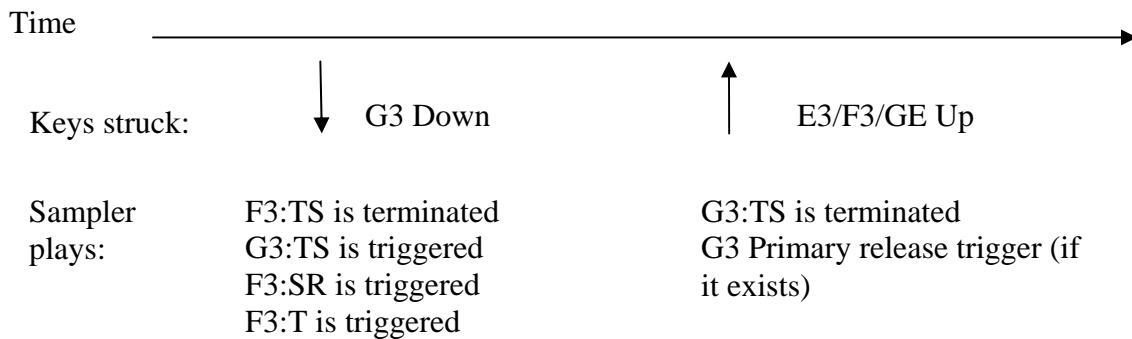 Time
Keys struck:
G3 Down
E3/F3/GE Up
Sampler
plays:
F3:TS is terminated
G3:TS is triggered
F3:SR is triggered
F3:T is triggered
G3:TS is terminated
G3 Primary release trigger (if
it exists)